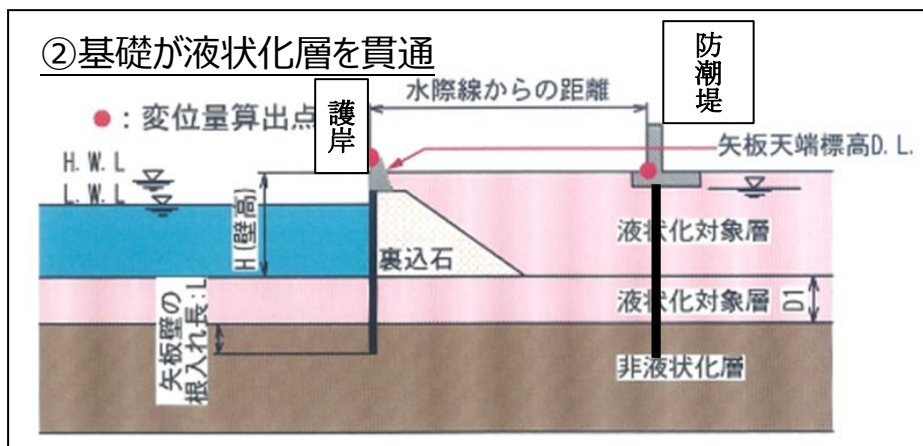 ②基礎が液状化層を貫通
防潮堤
護岸
水際線からの距離
●：変位量算出点
矢板天端標高D.L.
H.W.L
L.W.L
H(壁高)
裏込石
液状化対象層
液状化対象層
D1
矢板壁の
根入れ長:L
非液状化層